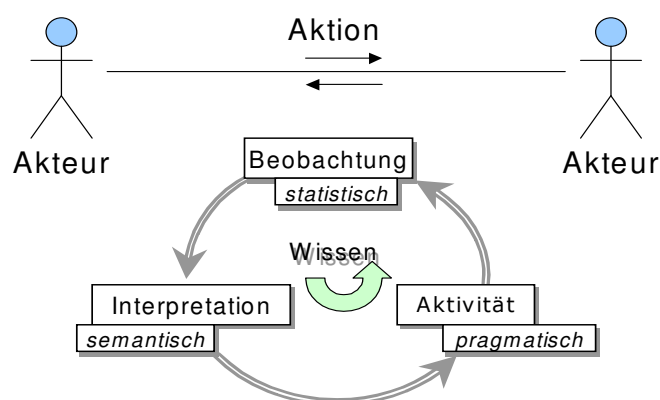 Aktion
Akteur
Akteur
Beobachtung
statistisch
Wissen
Interpretation
semantisch
Aktivität
pragmatisch